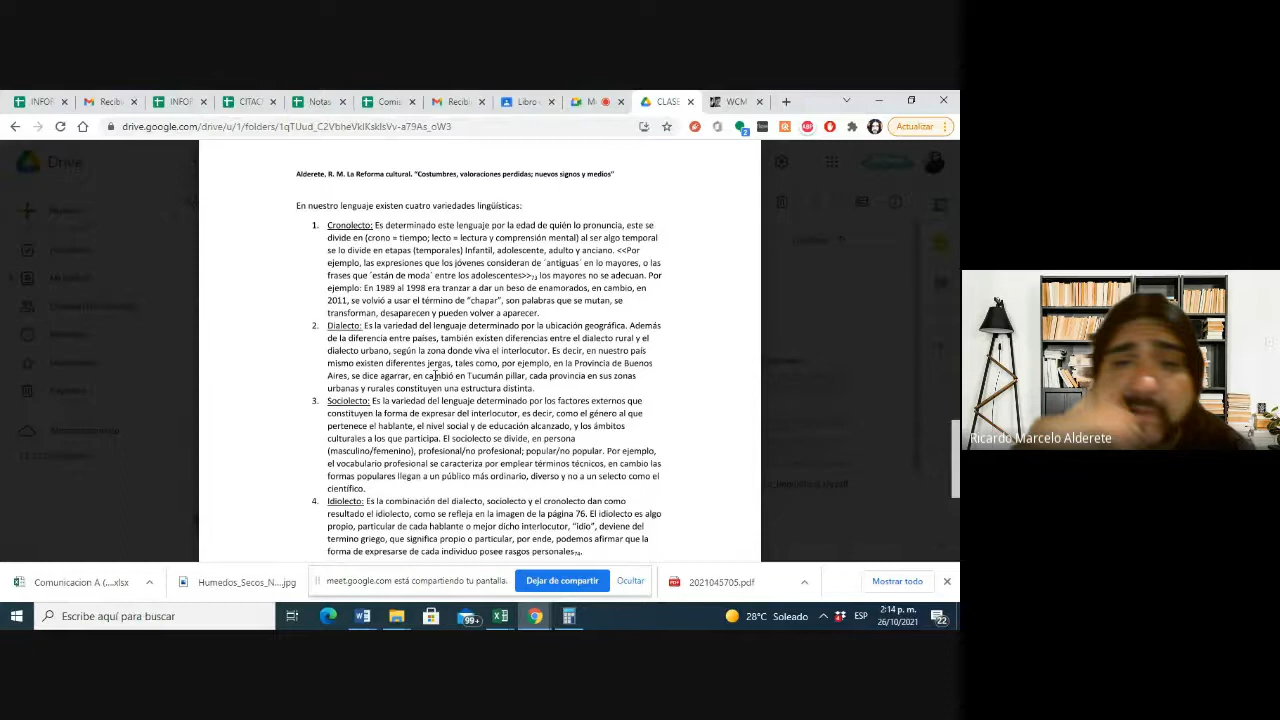 INFOF
Recibi
INFOF
CITAC
Notas
Comis
Recibi
Libro
M
CLASE
WCM
drive.google.com/drive/u/1/folders/1qTUud_C2VbheVklKsklsVv-a79As_oW3
Actualizar
Drive
Alderete, R. M. La Reforma cultural. "Costumbres, valoraciones perdidas; nuevos signos y medios"
En nuestro lenguaje existen cuatro variedades lingüísticas:
1. Cronolecto: Es determinado este lenguaje por la edad de quién lo pronuncia, este se
divide en (crono = tiempo; lecto = lectura y comprensión mental) al ser algo temporal
se lo divide en etapas (temporales) Infantil, adolescente, adulto y anciano. <<Por
ejemplo, las expresiones que los jóvenes consideran de ´antiguas´ en lo mayores, o las
frases que ´están de moda´ entre los adolescentes>>73 los mayores no se adecuan. Por
ejemplo: En 1989 al 1998 era tranzar a dar un beso de enamorados, en cambio, en
2011, se volvió a usar el término de "chapar", son palabras que se mutan, se
transforman, desaparecen y pueden volver a aparecer.
2. Dialecto: Es la variedad del lenguaje determinado por la ubicación geográfica. Además
de la diferencia entre países, también existen diferencias entre el dialecto rural y el
dialecto urbano, según la zona donde viva el interlocutor. Es decir, en nuestro país
mismo existen diferentes jergas, tales como, por ejemplo, en la Provincia de Buenos
Aires, se dice agarrar, en cambió en Tucumán pillar, cada provincia en sus zonas
urbanas y rurales constituyen una estructura distinta.
3. Sociolecto: Es la variedad del lenguaje determinado por los factores externos que
constituyen la forma de expresar del interlocutor, es decir, como el género al que
pertenece el hablante, el nivel social y de educación alcanzado, y los ámbitos
culturales a los que participa. El sociolecto se divide, en persona
(masculino/femenino), profesional/no profesional; popular/no popular. Por ejemplo,
el vocabulario profesional se caracteriza por emplear términos técnicos, en cambio las
formas populares llegan a un público más ordinario, diverso y no a un selecto como el
científico.
4. Idiolecto: Es la combinación del dialecto, sociolecto y el cronolecto dan como
resultado el idiolecto, como se refleja en la imagen de la página 76. El idiolecto es algo
propio, particular de cada hablante o mejor dicho interlocutor, "idio", deviene del
termino griego, que significa propio o particular, por ende, podemos afirmar que la
forma de expresarse de cada individuo posee rasgos personales74.
Ricardo Marcelo Alderete
Comunicacion A (....xlsx
Humedos_Secos_N....jpg
meet.google.com está compartiendo tu pantalla.
Dejar de compartir
Ocultar
2021045705.pdf
Mostrar todo
Escribe aquí para buscar
99+
28°C Soleado
ESP
2:14 p. m.
26/10/2021
22